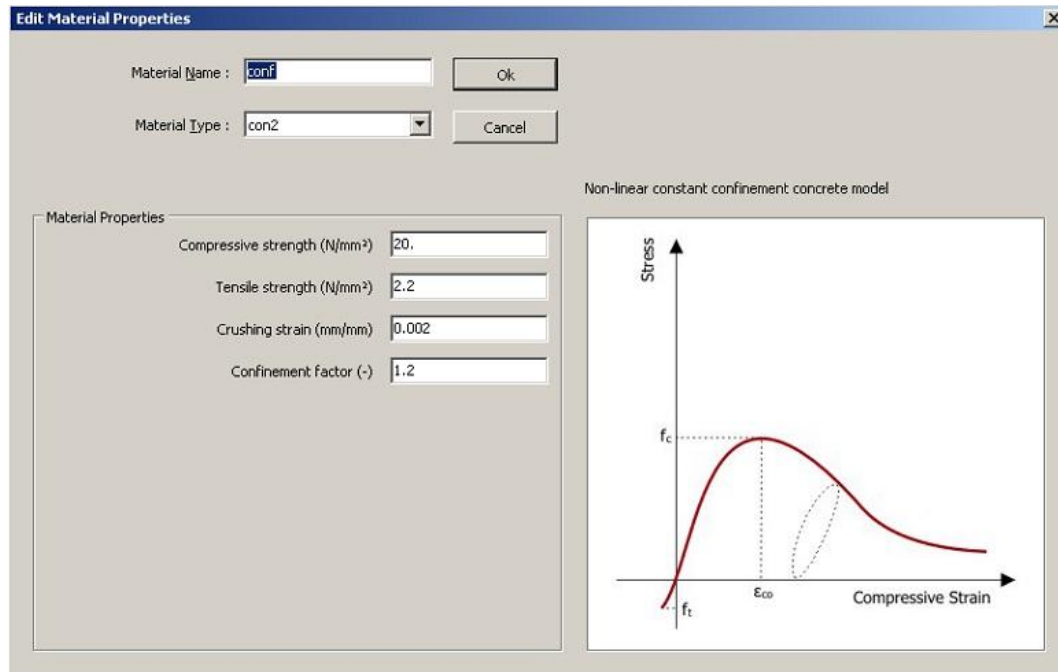 Edit Material Properties
Material Name : conf
Ok
Material Type : con2
Cancel
Non-linear constant confinement concrete model
Material Properties
Compressive strength (N/mm²) 20.
Tensile strength (N/mm²) 2.2
Crushing strain (mm/mm) 0.002
Confinement factor (-) 1.2
Stress
fc
εco
Compressive Strain
ft